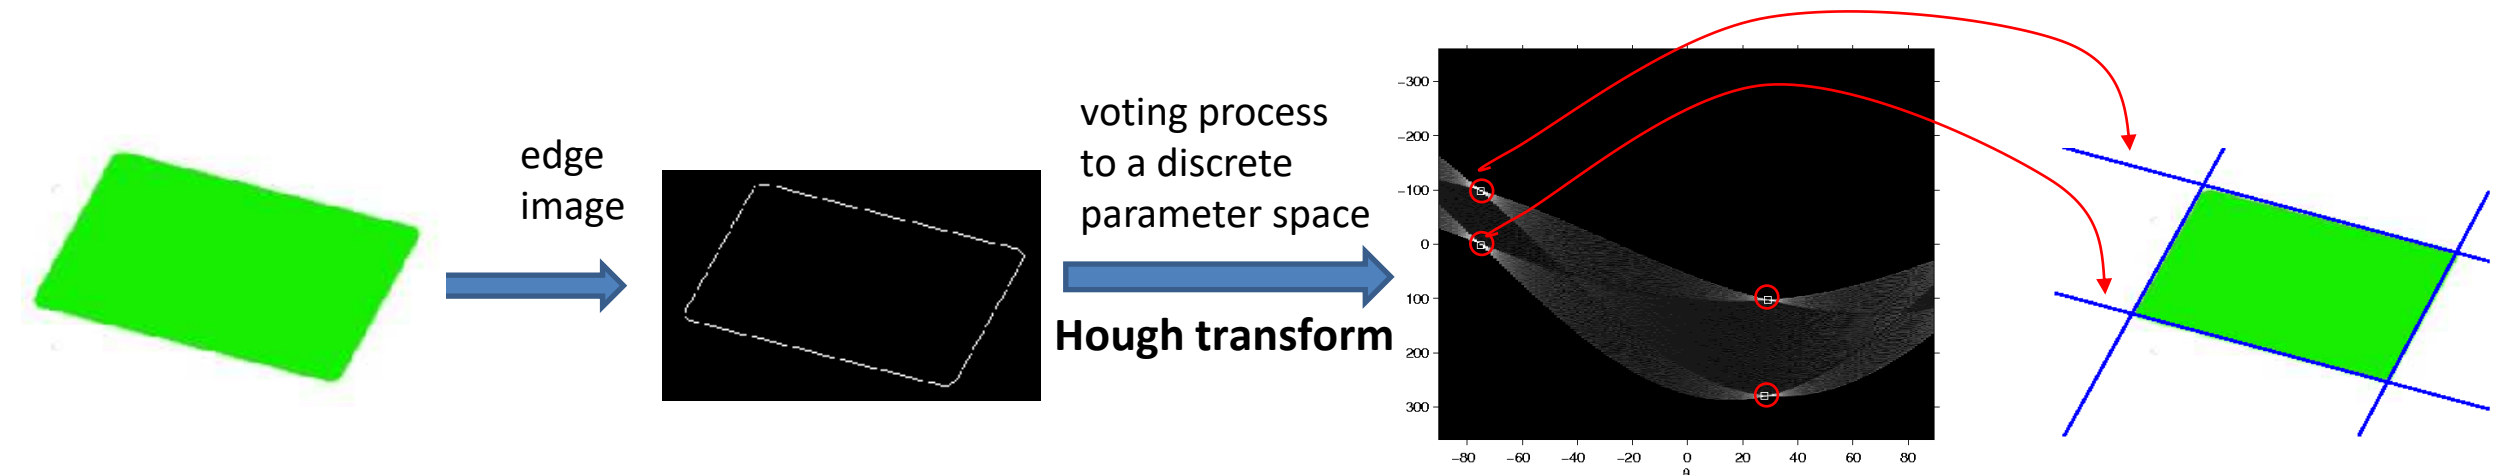 edge
image
voting process
to a discrete
parameter space
Hough transform
-300
-200
-100
0
100
200
300
-80 -60 -40 -20 0 20 40 60 80